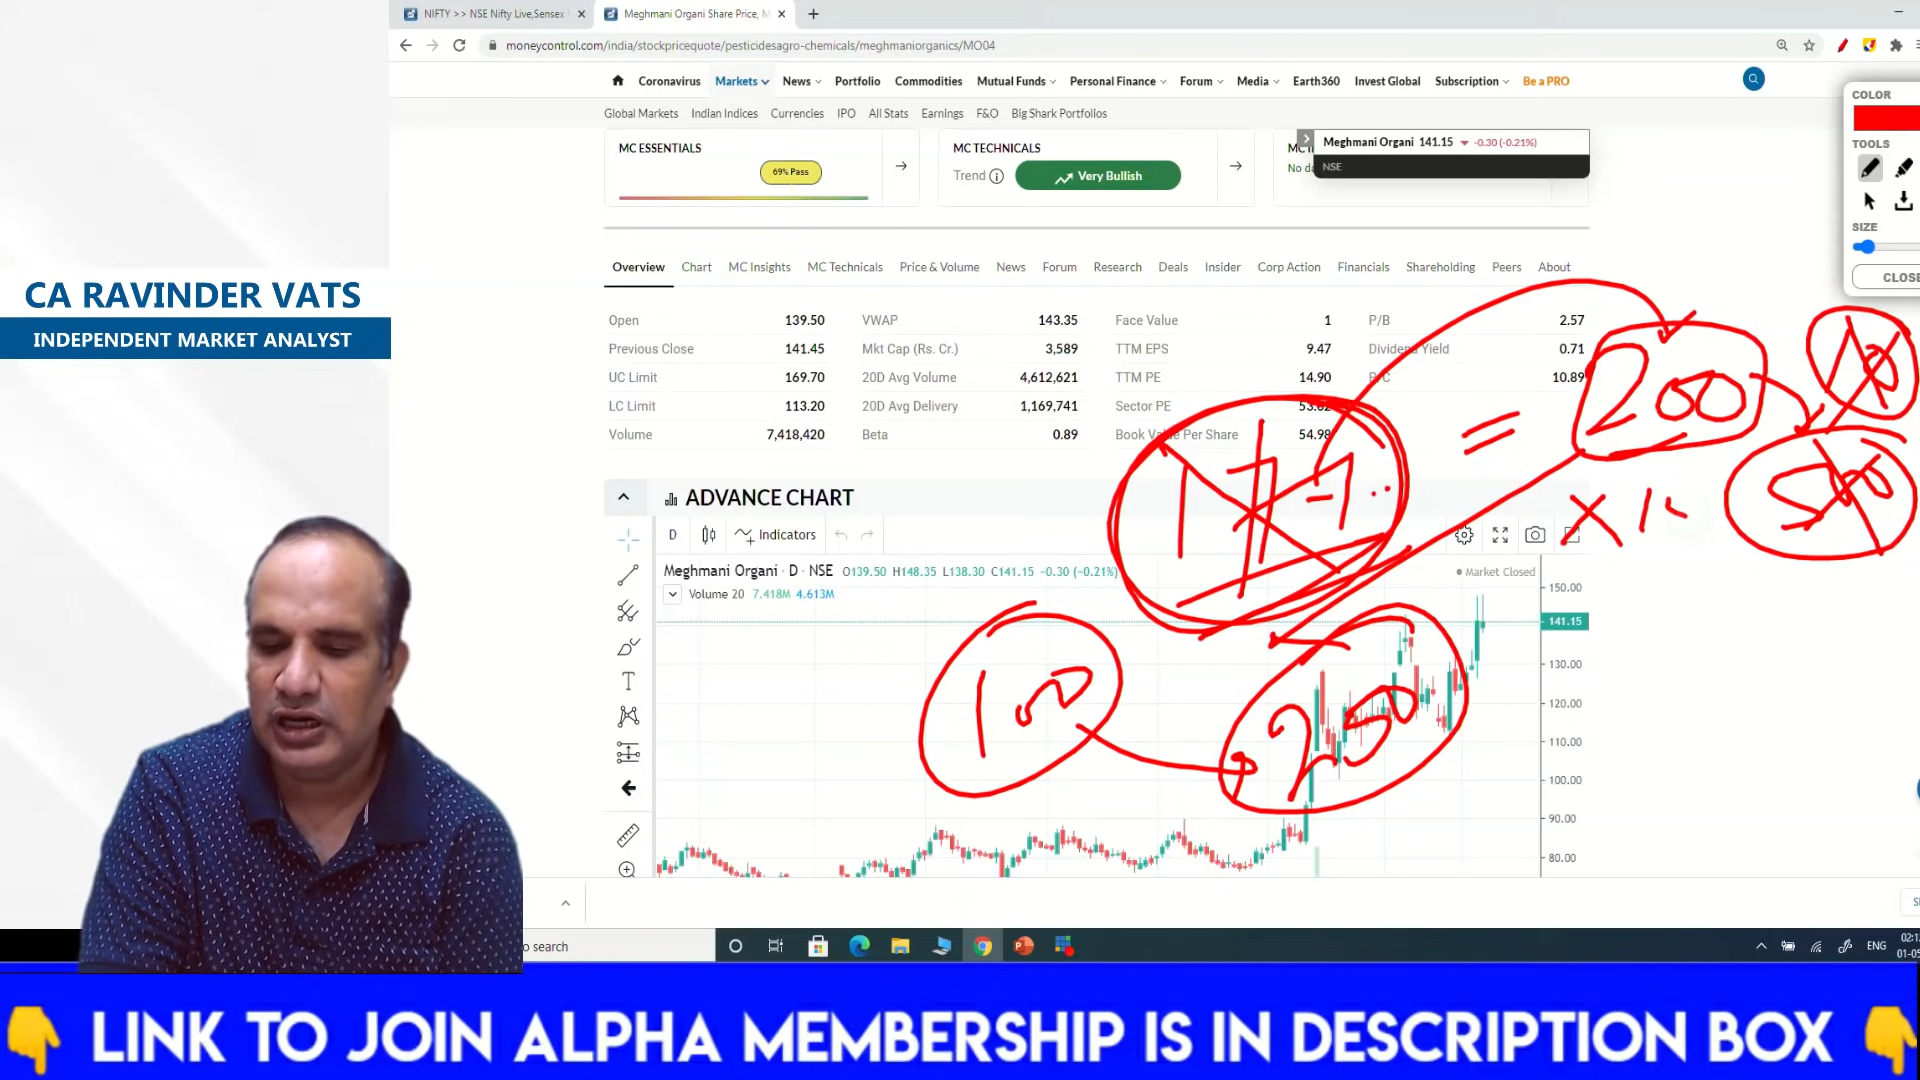 NIFTY >> NSE Nifty Live,Sensex
Meghmani Organi Share Price, M
moneycontrol.com/india/stockpricequote/pesticidesagro-chemicals/meghmaniorganics/MO04
Coronavirus Markets News Portfolio Commodities Mutual Funds Personal Finance Forum Media Earth360 Invest Global Subscription Be a PRO
Global Markets Indian Indices Currencies IPO All Stats Earnings F&O Big Shark Portfolios
COLOR
TOOLS
SIZE
CLOSE
MC ESSENTIALS
69% Pass
MC TECHNICALS
Trend Very Bullish
Meghmani Organi 141.15 -0.30 (-0.21%)
NSE
Overview Chart MC Insights MC Technicals Price & Volume News Forum Research Deals Insider Corp Action Financials Shareholding Peers About
Open 139.50 VWAP 143.35 Face Value 1 P/B 2.57
Previous Close 141.45 Mkt Cap (Rs. Cr.) 3,589 TTM EPS 9.47 Dividend Yield 0.71
UC Limit 169.70 20D Avg Volume 4,612,621 TTM PE 14.90 P/C 10.89
LC Limit 113.20 20D Avg Delivery 1,169,741 Sector PE
Volume 7,418,420 Beta 0.89 Book Value Per Share 54.98
= 200
ADVANCE CHART
D Indicators
Meghmani Organi · D · NSE O139.50 H148.35 L138.30 C141.15 -0.30 (-0.21%)
Market Closed
Volume 20 7.418M 4.613M
150.00
141.15
130.00
120.00
110.00
100.00
90.00
80.00
100
250
CA RAVINDER VATS
INDEPENDENT MARKET ANALYST
o search
ENG
LINK TO JOIN ALPHA MEMBERSHIP IS IN DESCRIPTION BOX